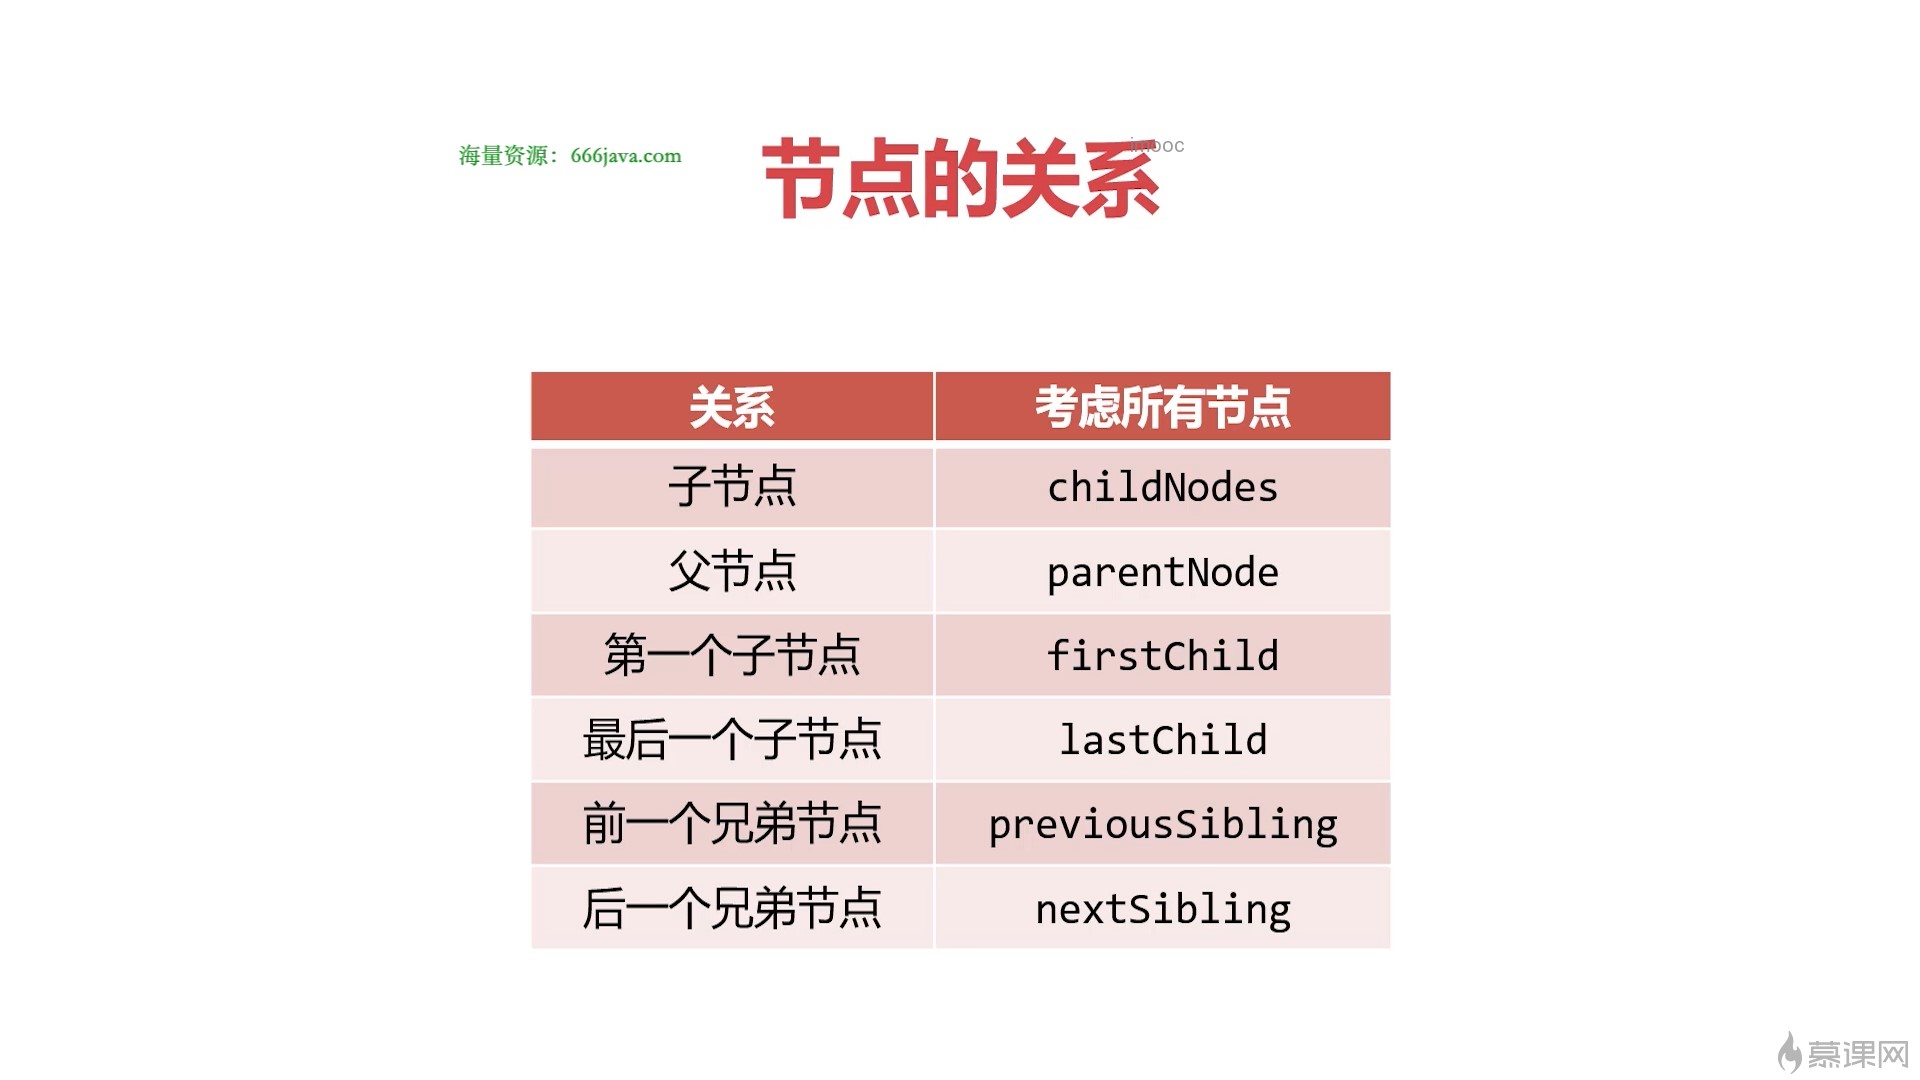 海量资源：666java.com
imooc
节点的关系
关系 考虑所有节点
子节点 childNodes
父节点 parentNode
第一个子节点 firstChild
最后一个子节点 lastChild
前一个兄弟节点 previousSibling
后一个兄弟节点 nextSibling
慕课网